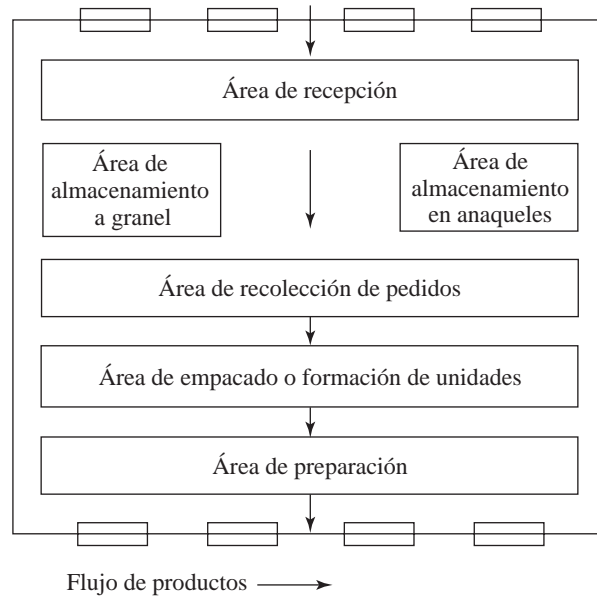 Área de recepción
Área de
almacenamiento
a granel
Área de
almacenamiento
en anaqueles
Área de recolección de pedidos
Área de empacado o formación de unidades
Área de preparación
Flujo de productos